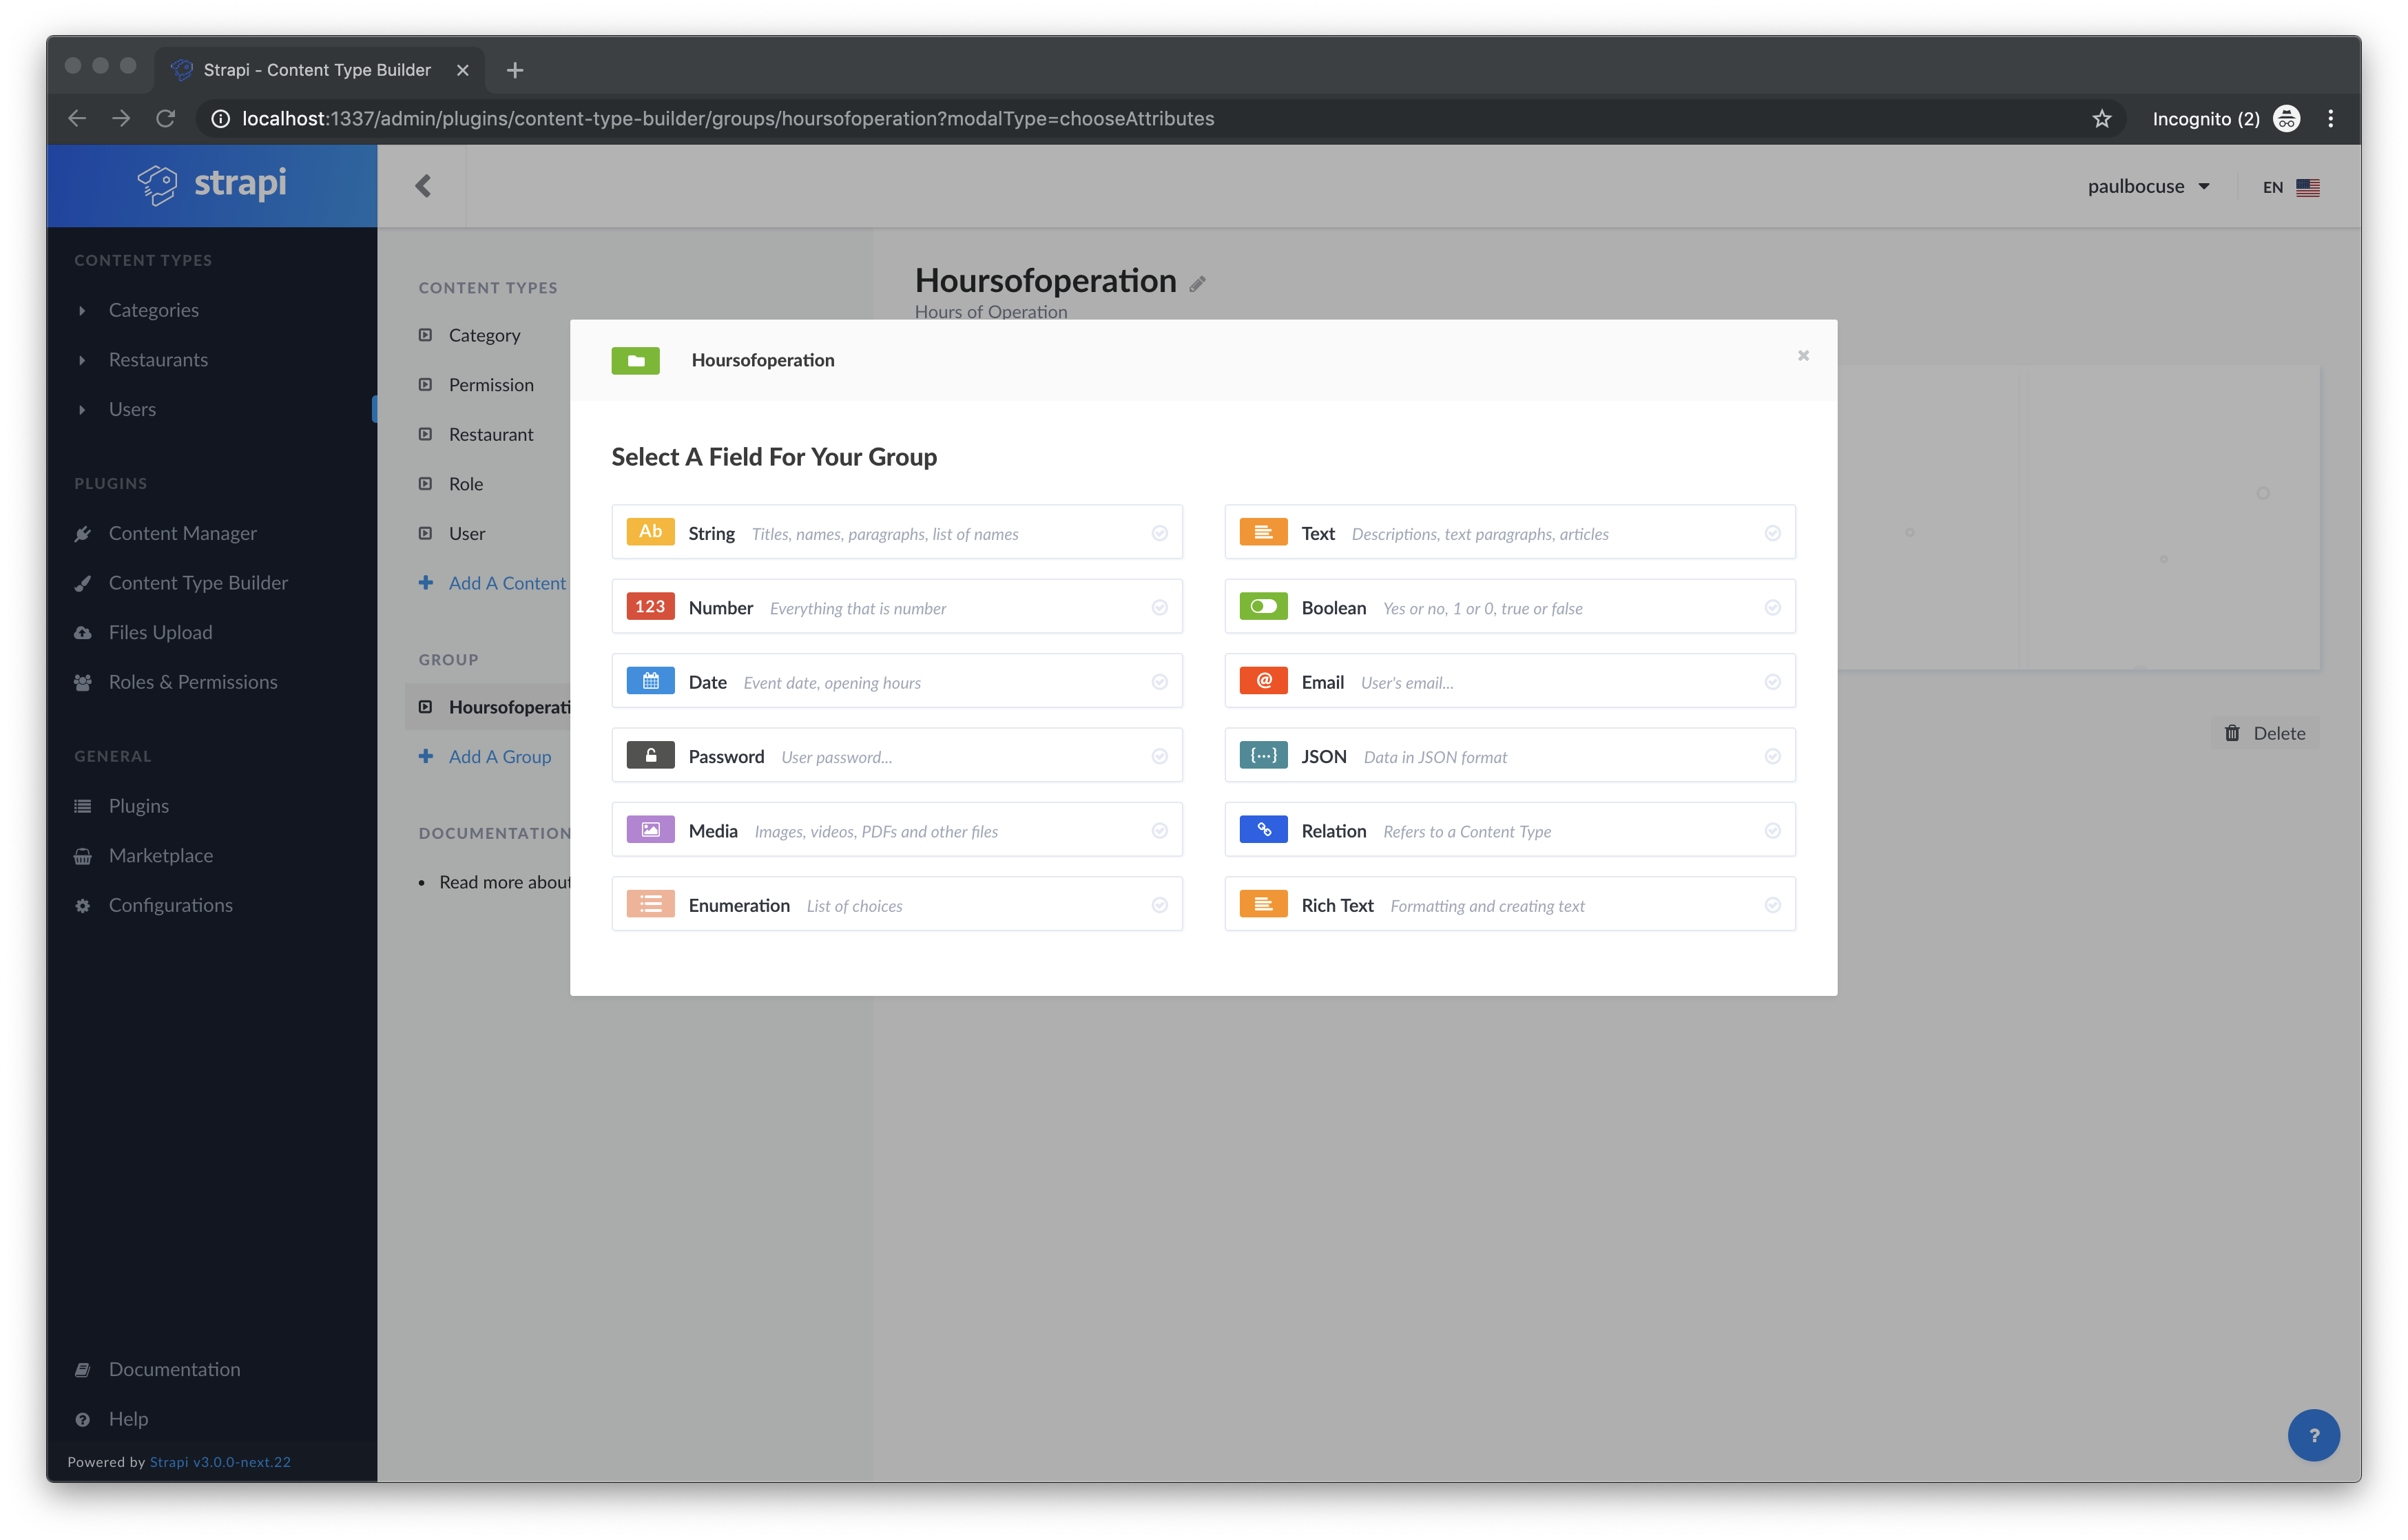 Strapi - Content Type Builder
localhost:1337/admin/plugins/content-type-builder/groups/hoursofoperation?modalType=chooseAttributes
Incognito (2)
strapi
paulbocuse
EN
CONTENT TYPES
Categories
Restaurants
Users
PLUGINS
Content Manager
Content Type Builder
Files Upload
Roles & Permissions
GENERAL
Plugins
Marketplace
Configurations
Documentation
Help
Powered by Strapi v3.0.0-next.22
CONTENT TYPES
Category
Permission
Restaurant
Role
User
Add A Content
GROUP
Hoursofoperati
Add A Group
DOCUMENTATION
Read more about
Hoursofoperation
Hours of Operation
Delete
Hoursofoperation
Select A Field For Your Group
Ab String Titles, names, paragraphs, list of names
Text Descriptions, text paragraphs, articles
123 Number Everything that is number
Boolean Yes or no, 1 or 0, true or false
Date Event date, opening hours
@ Email User's email...
Password User password...
{...} JSON Data in JSON format
Media Images, videos, PDFs and other files
Relation Refers to a Content Type
Enumeration List of choices
Rich Text Formatting and creating text
?